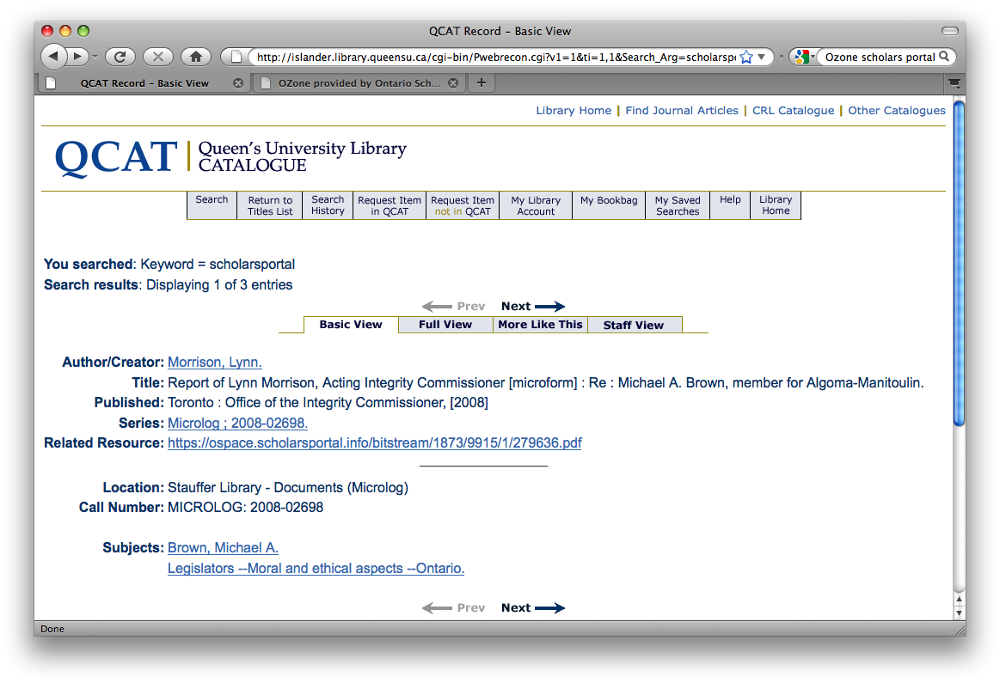 QCAT Record – Basic View
http://islander.library.queensu.ca/cgi-bin/Pwebrecon.cgi?v1=1&ti=1,1&Search_Arg=scholarsp
Ozone scholars portal
QCAT Record – Basic View
OZone provided by Ontario Sch...
Library Home | Find Journal Articles | CRL Catalogue | Other Catalogues
QCAT | Queen's University Library
CATALOGUE
Search
Return to Titles List
Search History
Request Item in QCAT
Request Item not in QCAT
My Library Account
My Bookbag
My Saved Searches
Help
Library Home
You searched: Keyword = scholarsportal
Search results: Displaying 1 of 3 entries
Prev Next
Basic View Full View More Like This Staff View
Author/Creator: Morrison, Lynn.
Title: Report of Lynn Morrison, Acting Integrity Commissioner [microform] : Re : Michael A. Brown, member for Algoma-Manitoulin.
Published: Toronto : Office of the Integrity Commissioner, [2008]
Series: Microlog ; 2008-02698.
Related Resource: https://ospace.scholarsportal.info/bitstream/1873/9915/1/279636.pdf
Location: Stauffer Library - Documents (Microlog)
Call Number: MICROLOG: 2008-02698
Subjects: Brown, Michael A.
Legislators --Moral and ethical aspects --Ontario.
Prev Next
Done